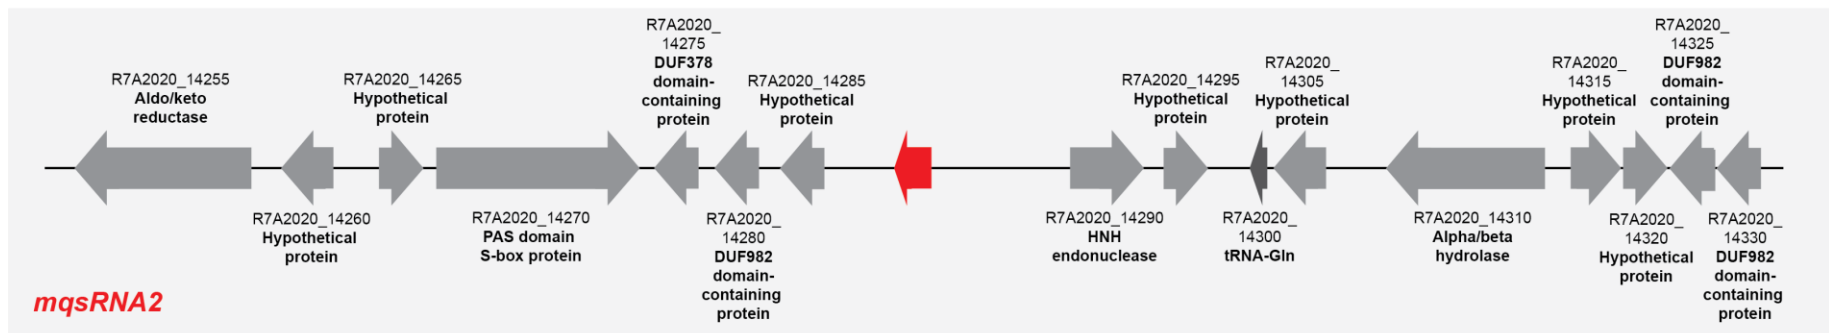 R7A2020_14255
Aldo/keto
reductase
R7A2020_14260
Hypothetical
protein
R7A2020_14265
Hypothetical
protein
R7A2020_14270
PAS domain
S-box protein
R7A2020_
14275
DUF378
domain-
containing
protein
R7A2020_
14280
DUF982
domain-
containing
protein
R7A2020_14285
Hypothetical
protein
R7A2020_14290
HNH
endonuclease
R7A2020_14295
Hypothetical
protein
R7A2020_
14300
tRNA-Gln
R7A2020_
14305
Hypothetical
protein
R7A2020_14310
Alpha/beta
hydrolase
R7A2020_
14315
Hypothetical
protein
R7A2020_
14320
Hypothetical
protein
R7A2020_
14325
DUF982
domain-
containing
protein
R7A2020_
14330
DUF982
domain-
containing
protein
mqsRNA2